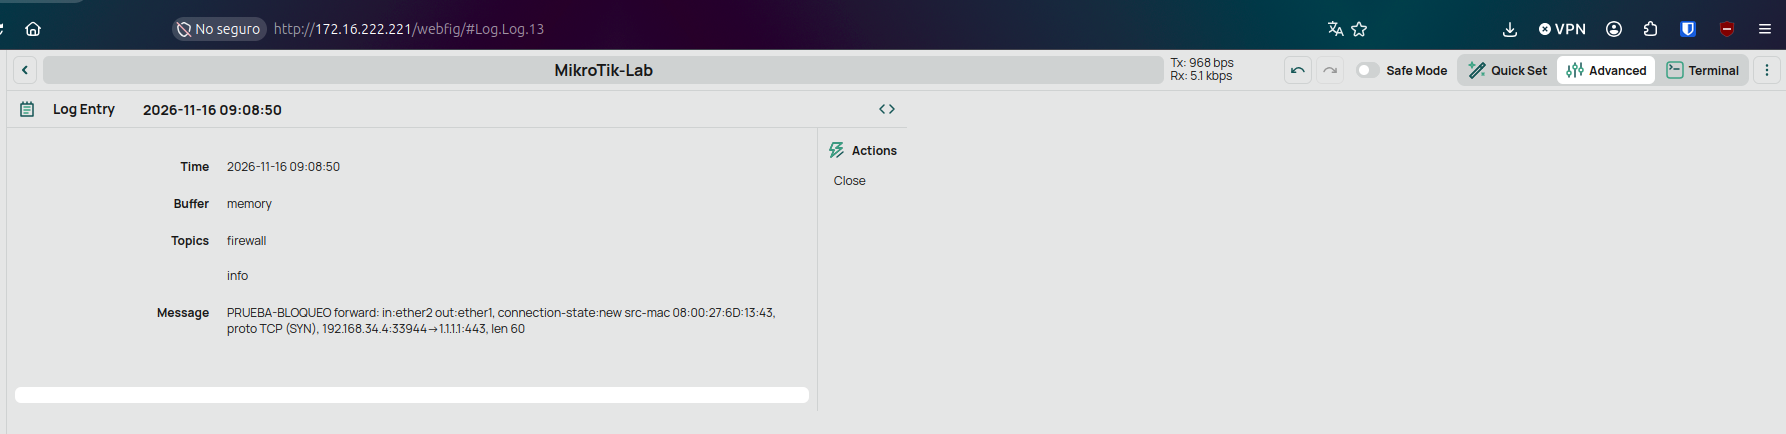 No seguro
http://172.16.222.221/webfig/#Log.Log.13
VPN
MikroTik-Lab
Tx: 968 bps
Rx: 5.1 kbps
Safe Mode
Quick Set
Advanced
Terminal
Log Entry
2026-11-16 09:08:50
Actions
Close
Time
2026-11-16 09:08:50
Buffer
memory
Topics
firewall
info
Message
PRUEBA-BLOQUEO forward: in:ether2 out:ether1, connection-state:new src-mac 08:00:27:6D:13:43,
proto TCP (SYN), 192.168.34.4:33944->1.1.1.1:443, len 60